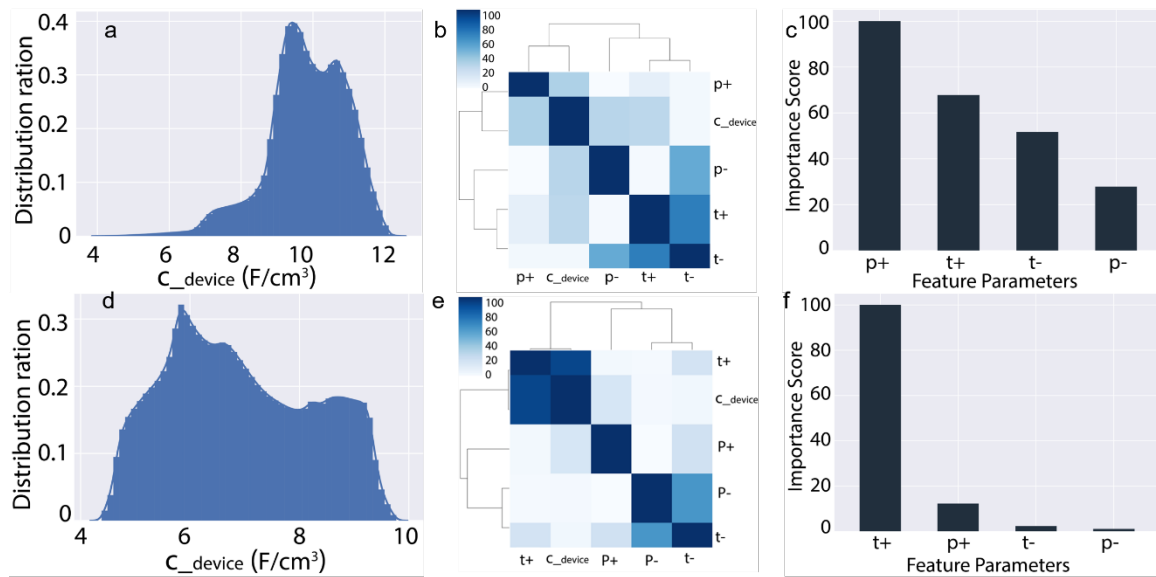 a
Distribution ration
0.4
0.3
0.2
0.1
0
4 6 8 10 12
C_device (F/cm³)
b
100
80
60
40
20
0
p+
C_device
p-
t+
t-
p+ C_device p- t+ t-
c
Importance Score
100
80
60
40
20
0
p+ t+ t- p-
Feature Parameters
d
Distribution ration
0.3
0.2
0.1
0
4 6 8 10
C_device (F/cm³)
e
100
80
60
40
20
0
t+
C_device
P+
P-
t-
t+ C_device P+ P- t-
f
Importance Score
100
80
60
40
20
0
t+ p+ t- p-
Feature Parameters